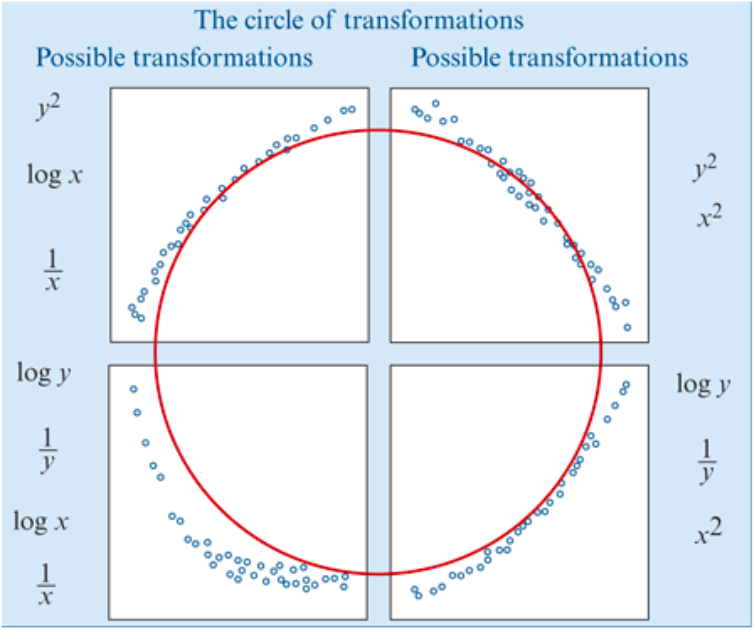 The circle of transformations
Possible transformations
Possible transformations
y²
log x
1/x
y²
x²
log y
1/y
log x
1/x
log y
1/y
x²